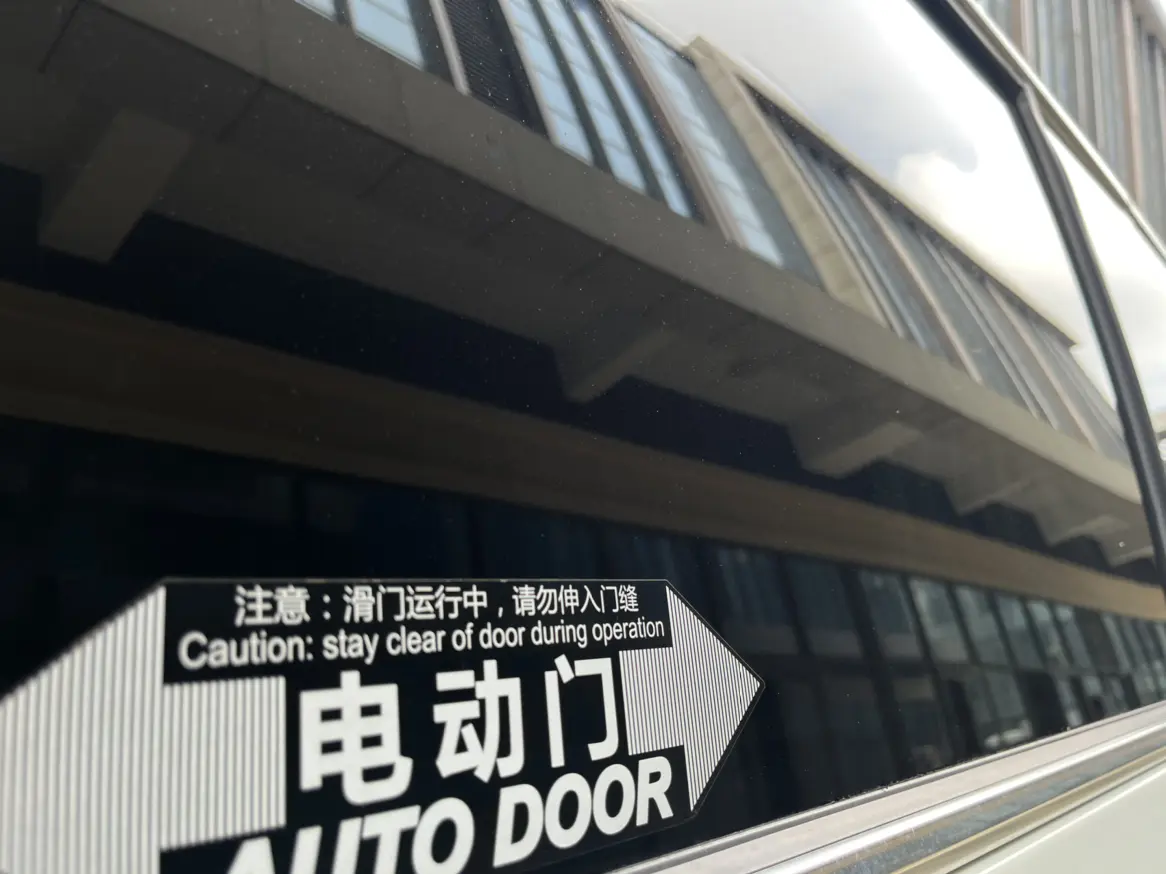 注意：滑门运行中，请勿伸入门缝
Caution: stay clear of door during operation
电动门
AUTO DOOR